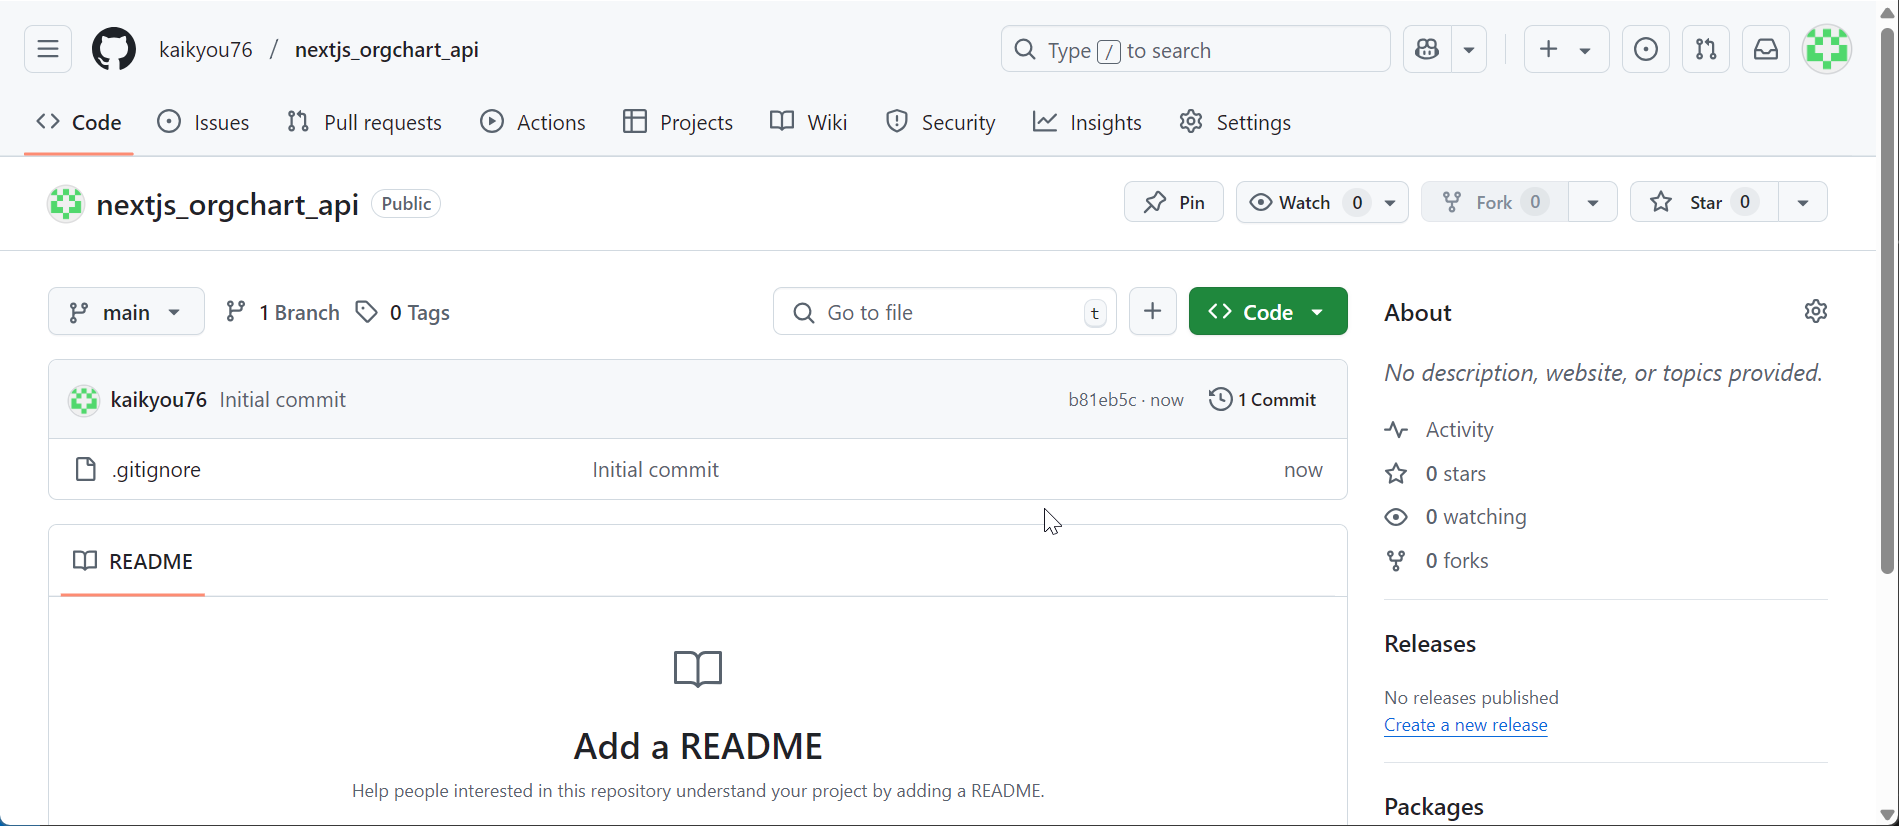 kaikyou76 / nextjs_orgchart_api
Type / to search
Code Issues Pull requests Actions Projects Wiki Security Insights Settings
nextjs_orgchart_api Public
Pin Watch 0 Fork 0 Star 0
main 1 Branch 0 Tags
Go to file t
Code
kaikyou76 Initial commit b81eb5c · now 1 Commit
.gitignore Initial commit now
README
Add a README
Help people interested in this repository understand your project by adding a README.
About
No description, website, or topics provided.
Activity
0 stars
0 watching
0 forks
Releases
No releases published
Create a new release
Packages